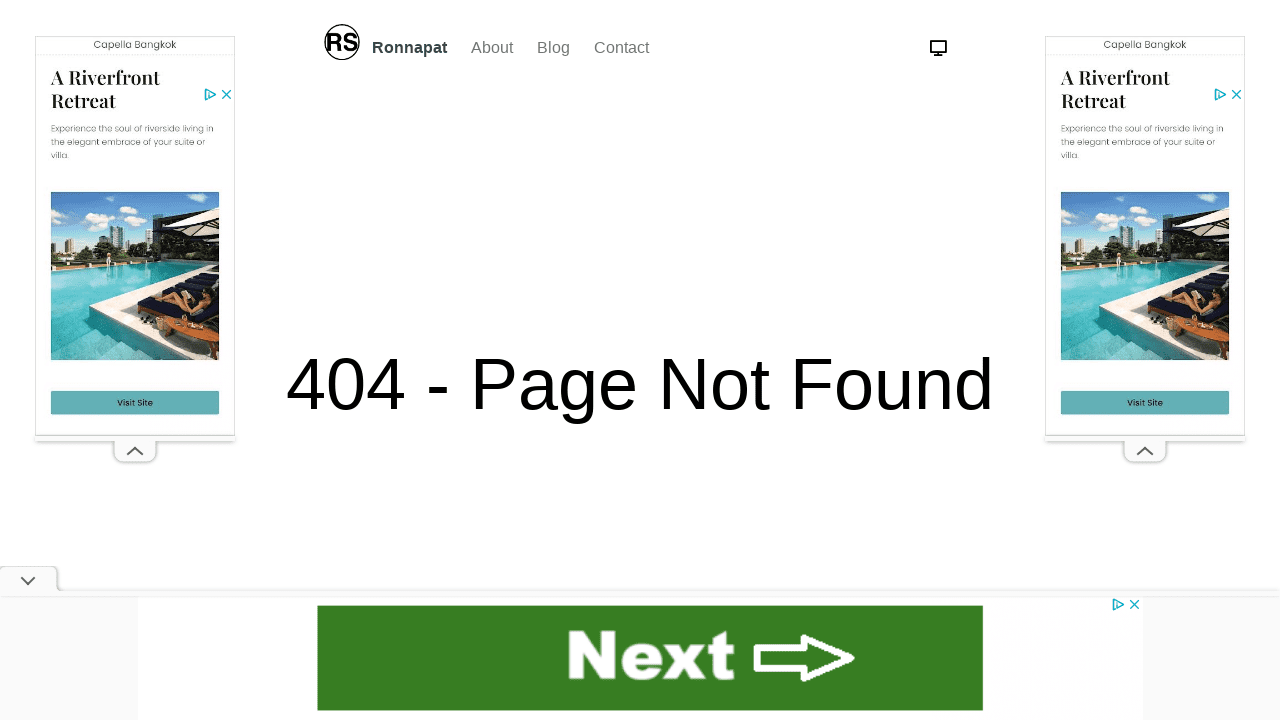 RS
Ronnapat
About
Blog
Contact
Capella Bangkok
A Riverfront
Retreat
Experience the soul of riverside living in
the elegant embrace of your suite or
villa.
Visit Site
404 - Page Not Found
Capella Bangkok
A Riverfront
Retreat
Experience the soul of riverside living in
the elegant embrace of your suite or
villa.
Visit Site
Next